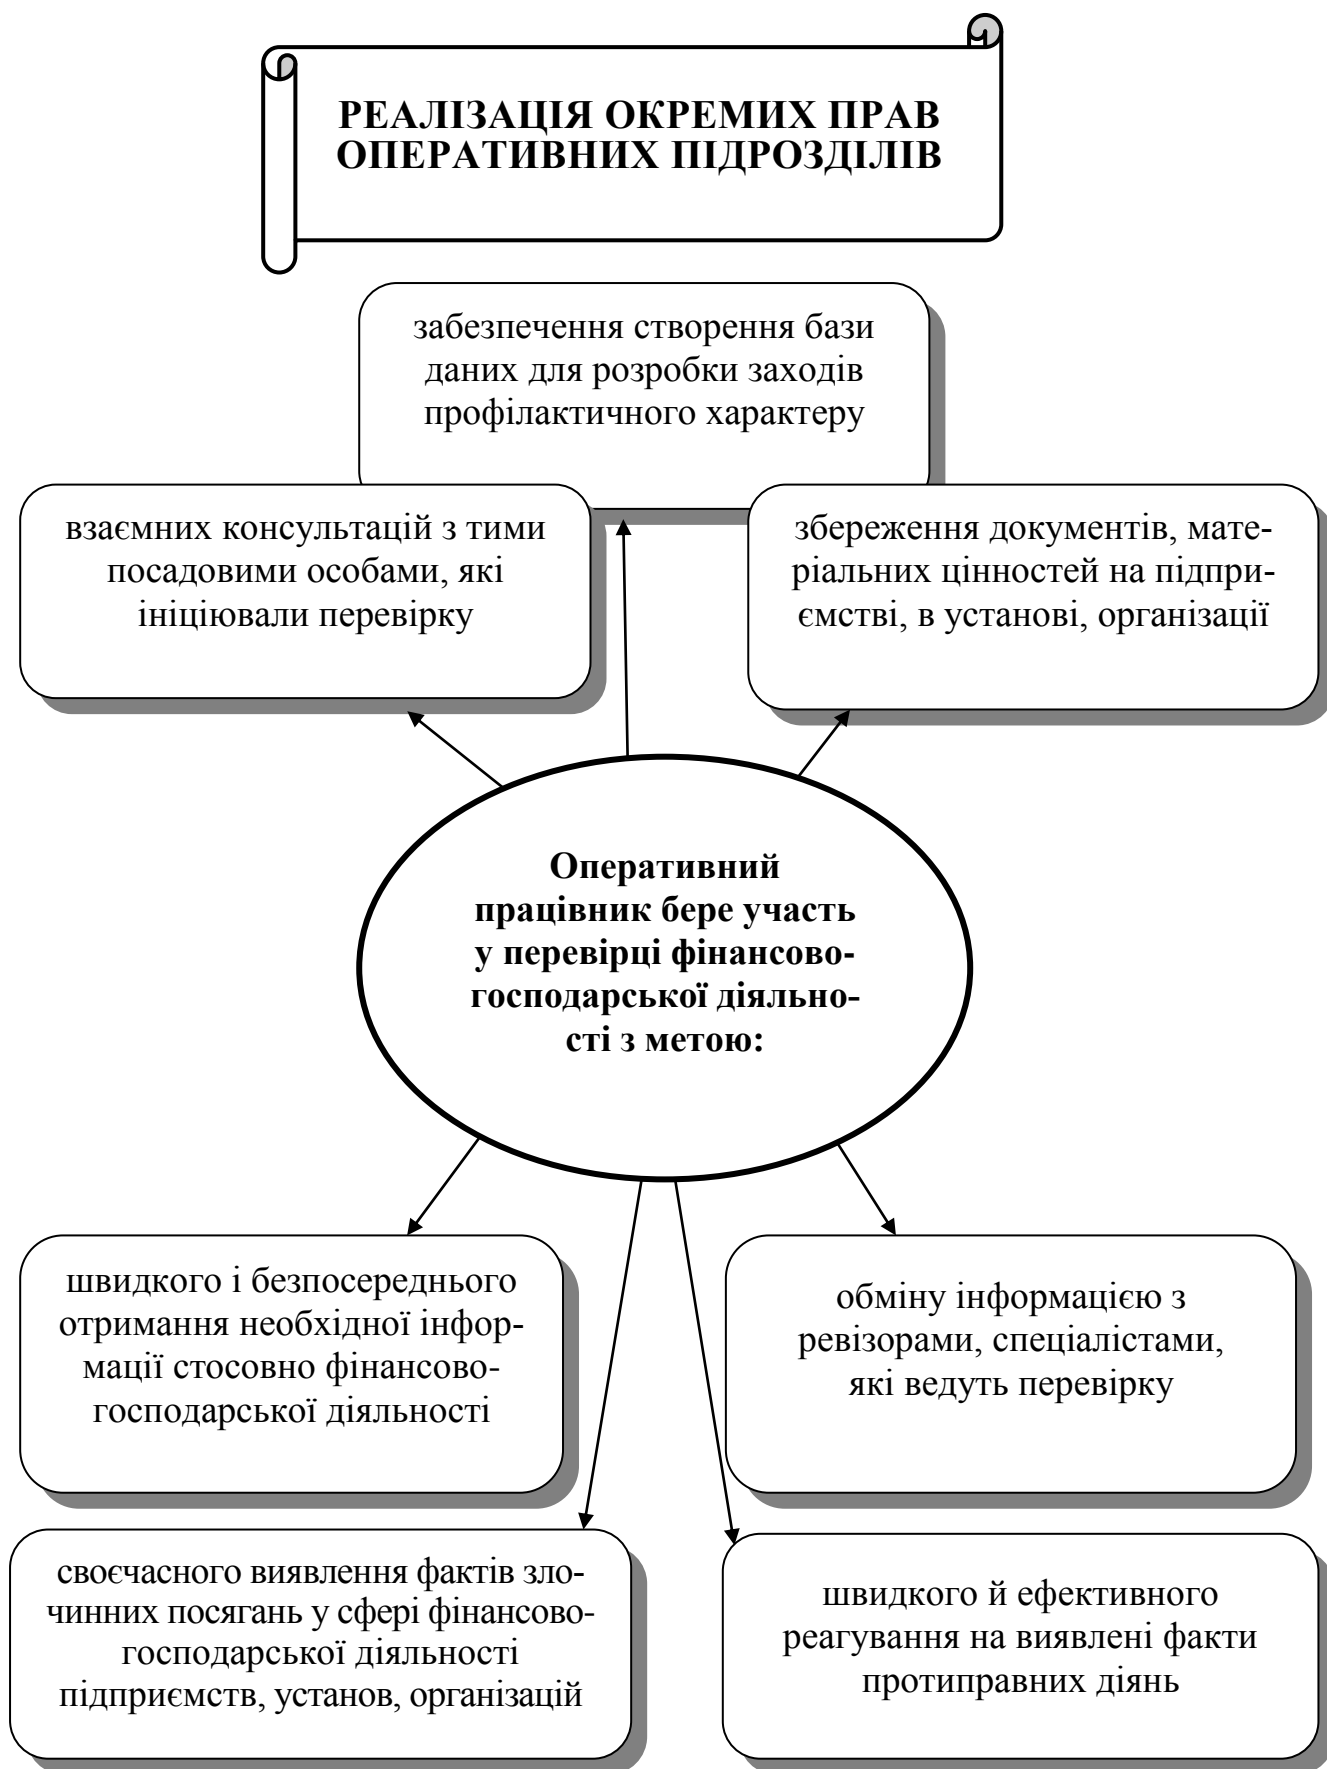 РЕАЛІЗАЦІЯ ОКРЕМИХ ПРАВ
ОПЕРАТИВНИХ ПІДРОЗДІЛІВ
забезпечення створення бази
даних для розробки заходів
профілактичного характеру
взаємних консультацій з тими
посадовими особами, які
ініціювали перевірку
збереження документів, мате-
ріальних цінностей на підпри-
ємстві, в установі, організації
Оперативний
працівник бере участь
у перевірці фінансово-
господарської діяльно-
сті з метою:
швидкого і безпосереднього
отримання необхідної інфор-
мації стосовно фінансово-
господарської діяльності
обміну інформацією з
ревізорами, спеціалістами,
які ведуть перевірку
своєчасного виявлення фактів зло-
чинних посягань у сфері фінансово-
господарської діяльності
підприємств, установ, організацій
швидкого й ефективного
реагування на виявлені факти
протиправних діянь